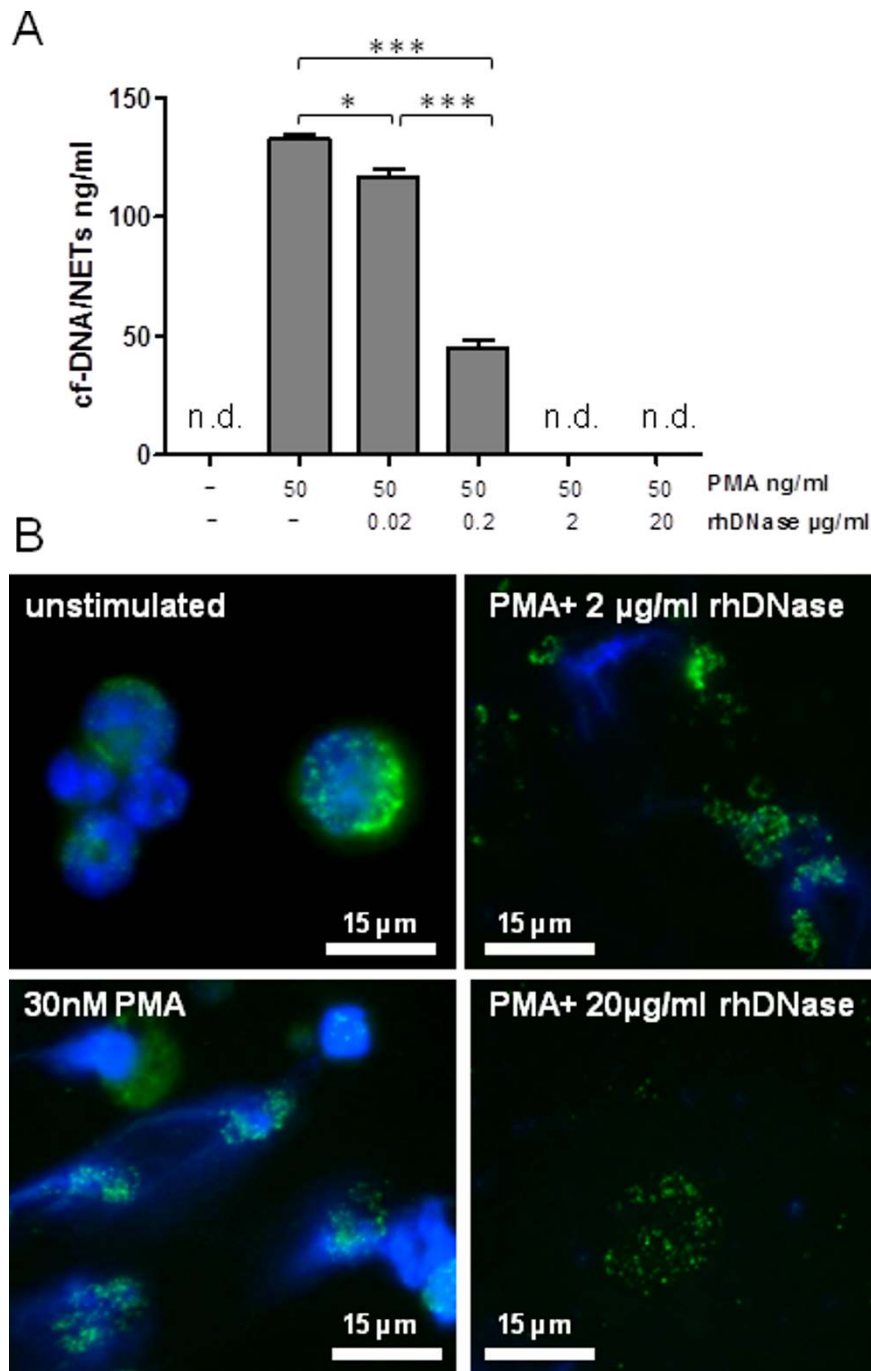 A
***
* ***
150
100
50
0
cf-DNA/NETs ng/ml
n.d. n.d. n.d.
- 50 50 50 50 50 PMA ng/ml
- - 0.02 0.2 2 20 rhDNase µg/ml
B
unstimulated
15 µm
PMA+ 2 µg/ml rhDNase
15 µm
30nM PMA
15 µm
PMA+ 20µg/ml rhDNase
15 µm